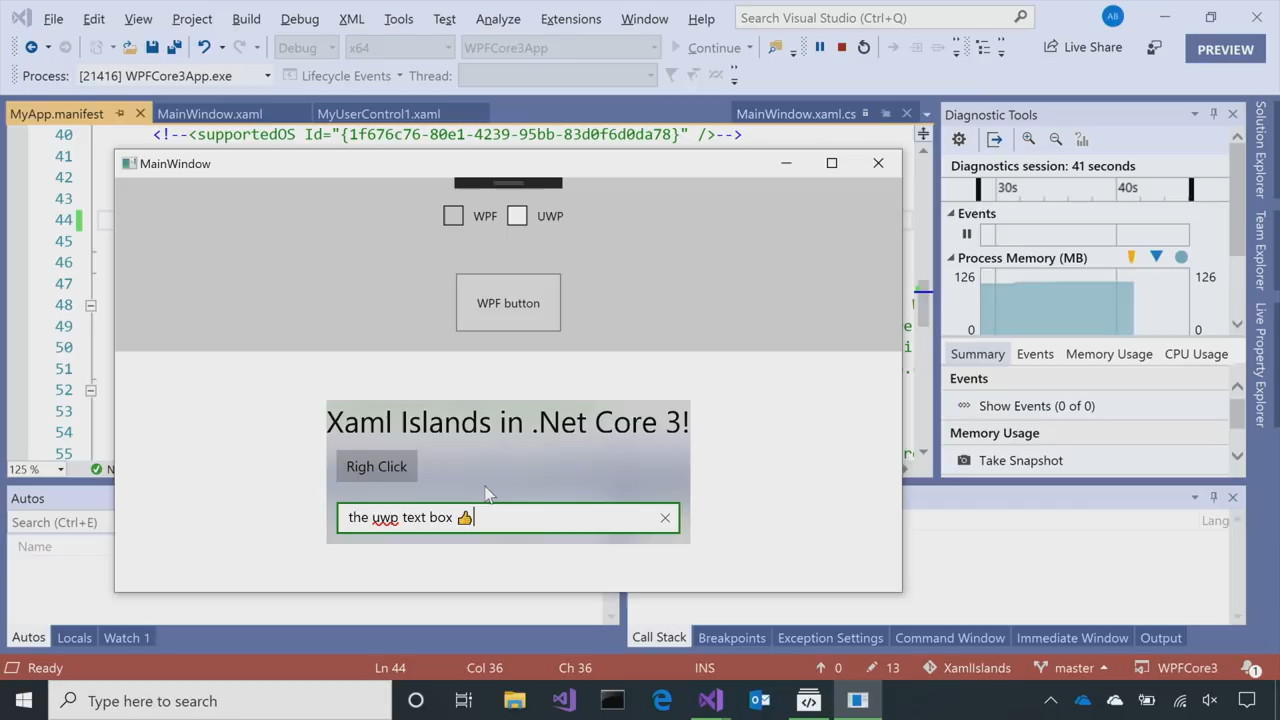 File Edit View Project Build Debug XML Tools Test Analyze Extensions Window Help Search Visual Studio (Ctrl+Q) AB
Debug x64 WPFCore3App Continue Live Share PREVIEW
Process: [21416] WPFCore3App.exe Lifecycle Events Thread:
MyApp.manifest MainWindow.xaml MyUserControl1.xaml MainWindow.xaml.cs
40 <!--<supportedOS Id="{1f676c76-80e1-4239-95bb-83d0f6d0da78}" />-->
41
42
43
44
45
46
47
48
49
50
51
52
53
54
55
125 %
MainWindow
WPF UWP
WPF button
Xaml Islands in .Net Core 3!
Righ Click
the uwp text box 👍
Diagnostic Tools
Diagnostics session: 41 seconds
30s 40s
Events
Process Memory (MB)
126 126
0 0
Summary Events Memory Usage CPU Usage
Events
Show Events (0 of 0)
Memory Usage
Take Snapshot
Solution Explorer
Team Explorer
Live Property Explorer
Autos
Search (Ctrl+E)
Name
Lang
Autos Locals Watch 1
Call Stack Breakpoints Exception Settings Command Window Immediate Window Output
Ready Ln 44 Col 36 Ch 36 INS 0 13 XamlIslands master WPFCore3 1
Type here to search